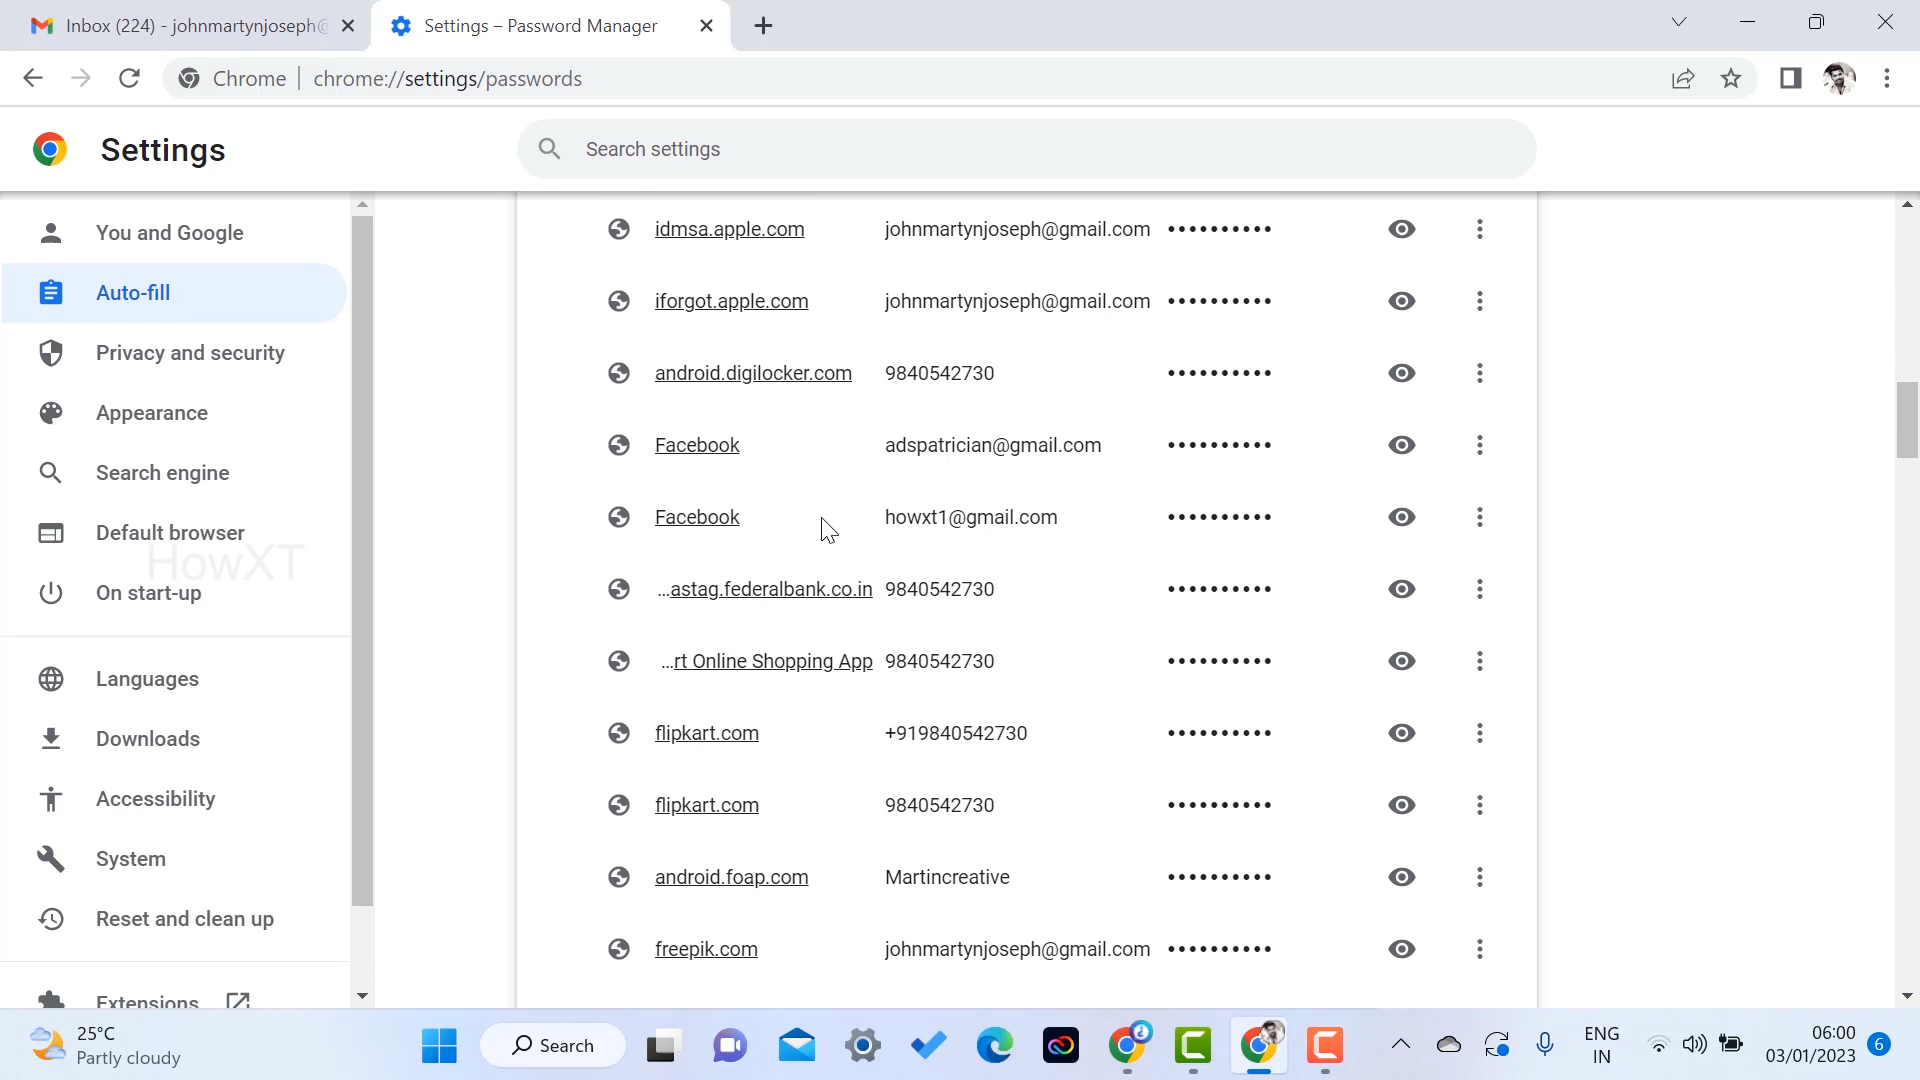 Inbox (224) - johnmartynjoseph@
Settings – Password Manager
Chrome
chrome://settings/passwords
Settings
Search settings
You and Google
Auto-fill
Privacy and security
Appearance
Search engine
Default browser
HowXT
On start-up
Languages
Downloads
Accessibility
System
Reset and clean up
Extensions
idmsa.apple.com johnmartynjoseph@gmail.com ••••••••••
iforgot.apple.com johnmartynjoseph@gmail.com ••••••••••
android.digilocker.com 9840542730 ••••••••••
Facebook adspatrician@gmail.com ••••••••••
Facebook howxt1@gmail.com ••••••••••
...astag.federalbank.co.in 9840542730 ••••••••••
...rt Online Shopping App 9840542730 ••••••••••
flipkart.com +919840542730 ••••••••••
flipkart.com 9840542730 ••••••••••
android.foap.com Martincreative ••••••••••
freepik.com johnmartynjoseph@gmail.com ••••••••••
25°C
Partly cloudy
Search
ENG
IN
06:00
03/01/2023
6